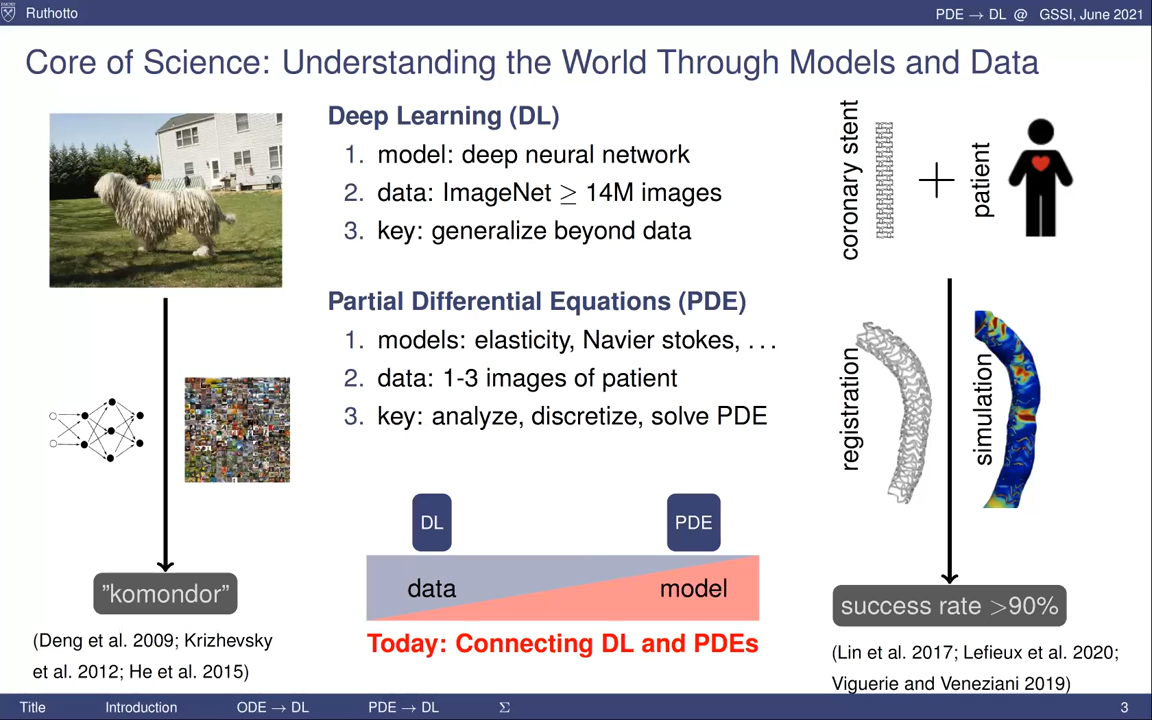 Ruthotto
PDE → DL @ GSSI, June 2021
Core of Science: Understanding the World Through Models and Data
Deep Learning (DL)
1. model: deep neural network
2. data: ImageNet ≥ 14M images
3. key: generalize beyond data
Partial Differential Equations (PDE)
1. models: elasticity, Navier stokes, . . .
2. data: 1-3 images of patient
3. key: analyze, discretize, solve PDE
DL
PDE
data
model
Today: Connecting DL and PDEs
"komondor"
(Deng et al. 2009; Krizhevsky
et al. 2012; He et al. 2015)
coronary stent
+
patient
registration
simulation
success rate >90%
(Lin et al. 2017; Lefieux et al. 2020;
Viguerie and Veneziani 2019)
Title
Introduction
ODE → DL
PDE → DL
Σ
3